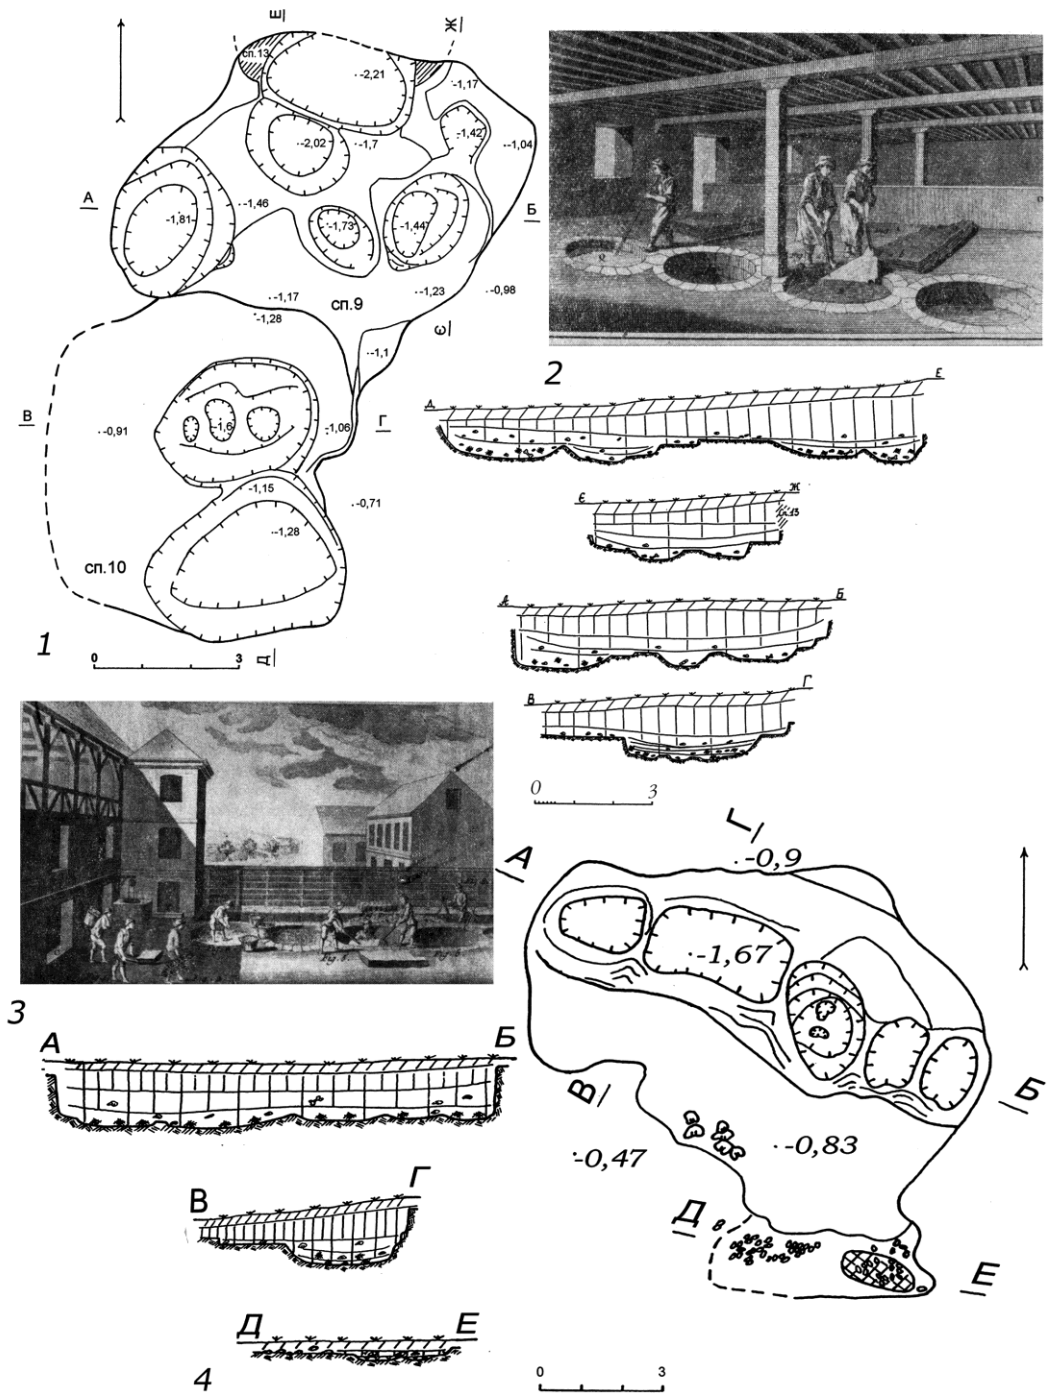 Ш
Ж
сп.13
-2,21
-1,17
-1,42
-2,02
-1,7
-1,04
А
-1,46
Б
-1,81
-1,73
-1,44
-1,17
сп.9
-1,23
-0,98
-1,28
ω
-1,1
В
-0,91
-1,6
-1,06
Г
-1,15
-0,71
-1,28
сп.10
1
0
3
Д
2
Д
Е
Є
Ж
А
Б
В
Г
0
3
3
А
Б
В
Г
Д
Е
4
Г
А
-0,9
-1,67
Б
В
-0,47
-0,83
Д
Е
0
3